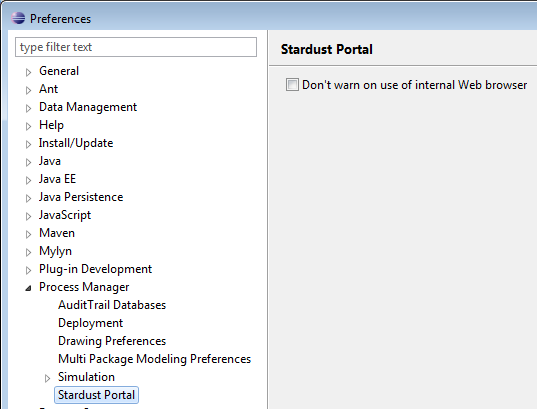 Preferences
type filter text
General
Ant
Data Management
Help
Install/Update
Java
Java EE
Java Persistence
JavaScript
Maven
Mylyn
Plug-in Development
Process Manager
AuditTrail Databases
Deployment
Drawing Preferences
Multi Package Modeling Preferences
Simulation
Stardust Portal
Stardust Portal
Don't warn on use of internal Web browser